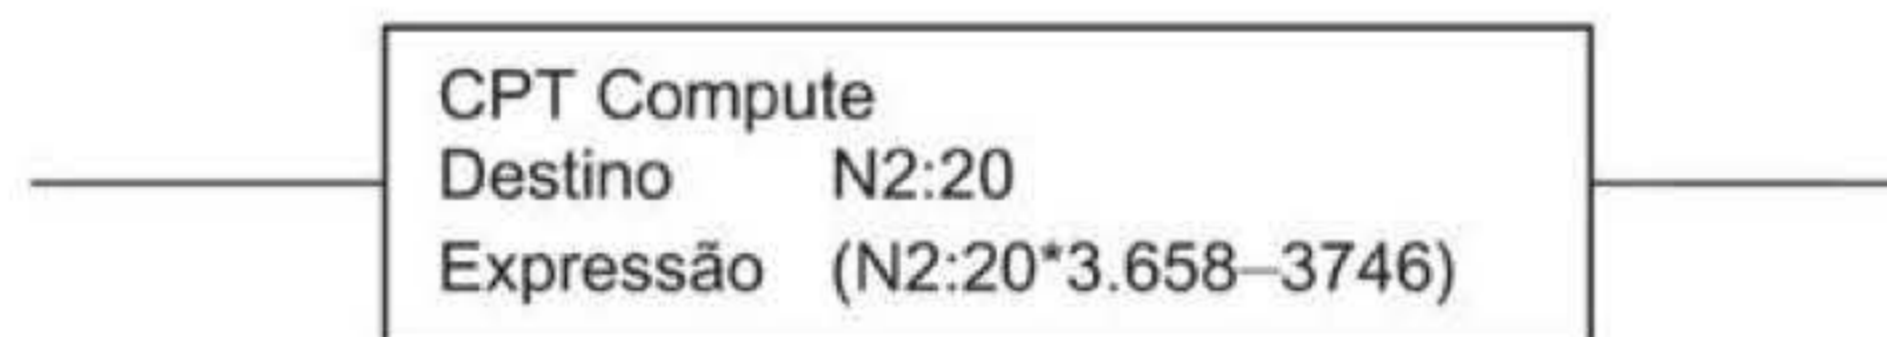 CPT Compute
Destino N2:20
Expressão (N2:20*3.658–3746)